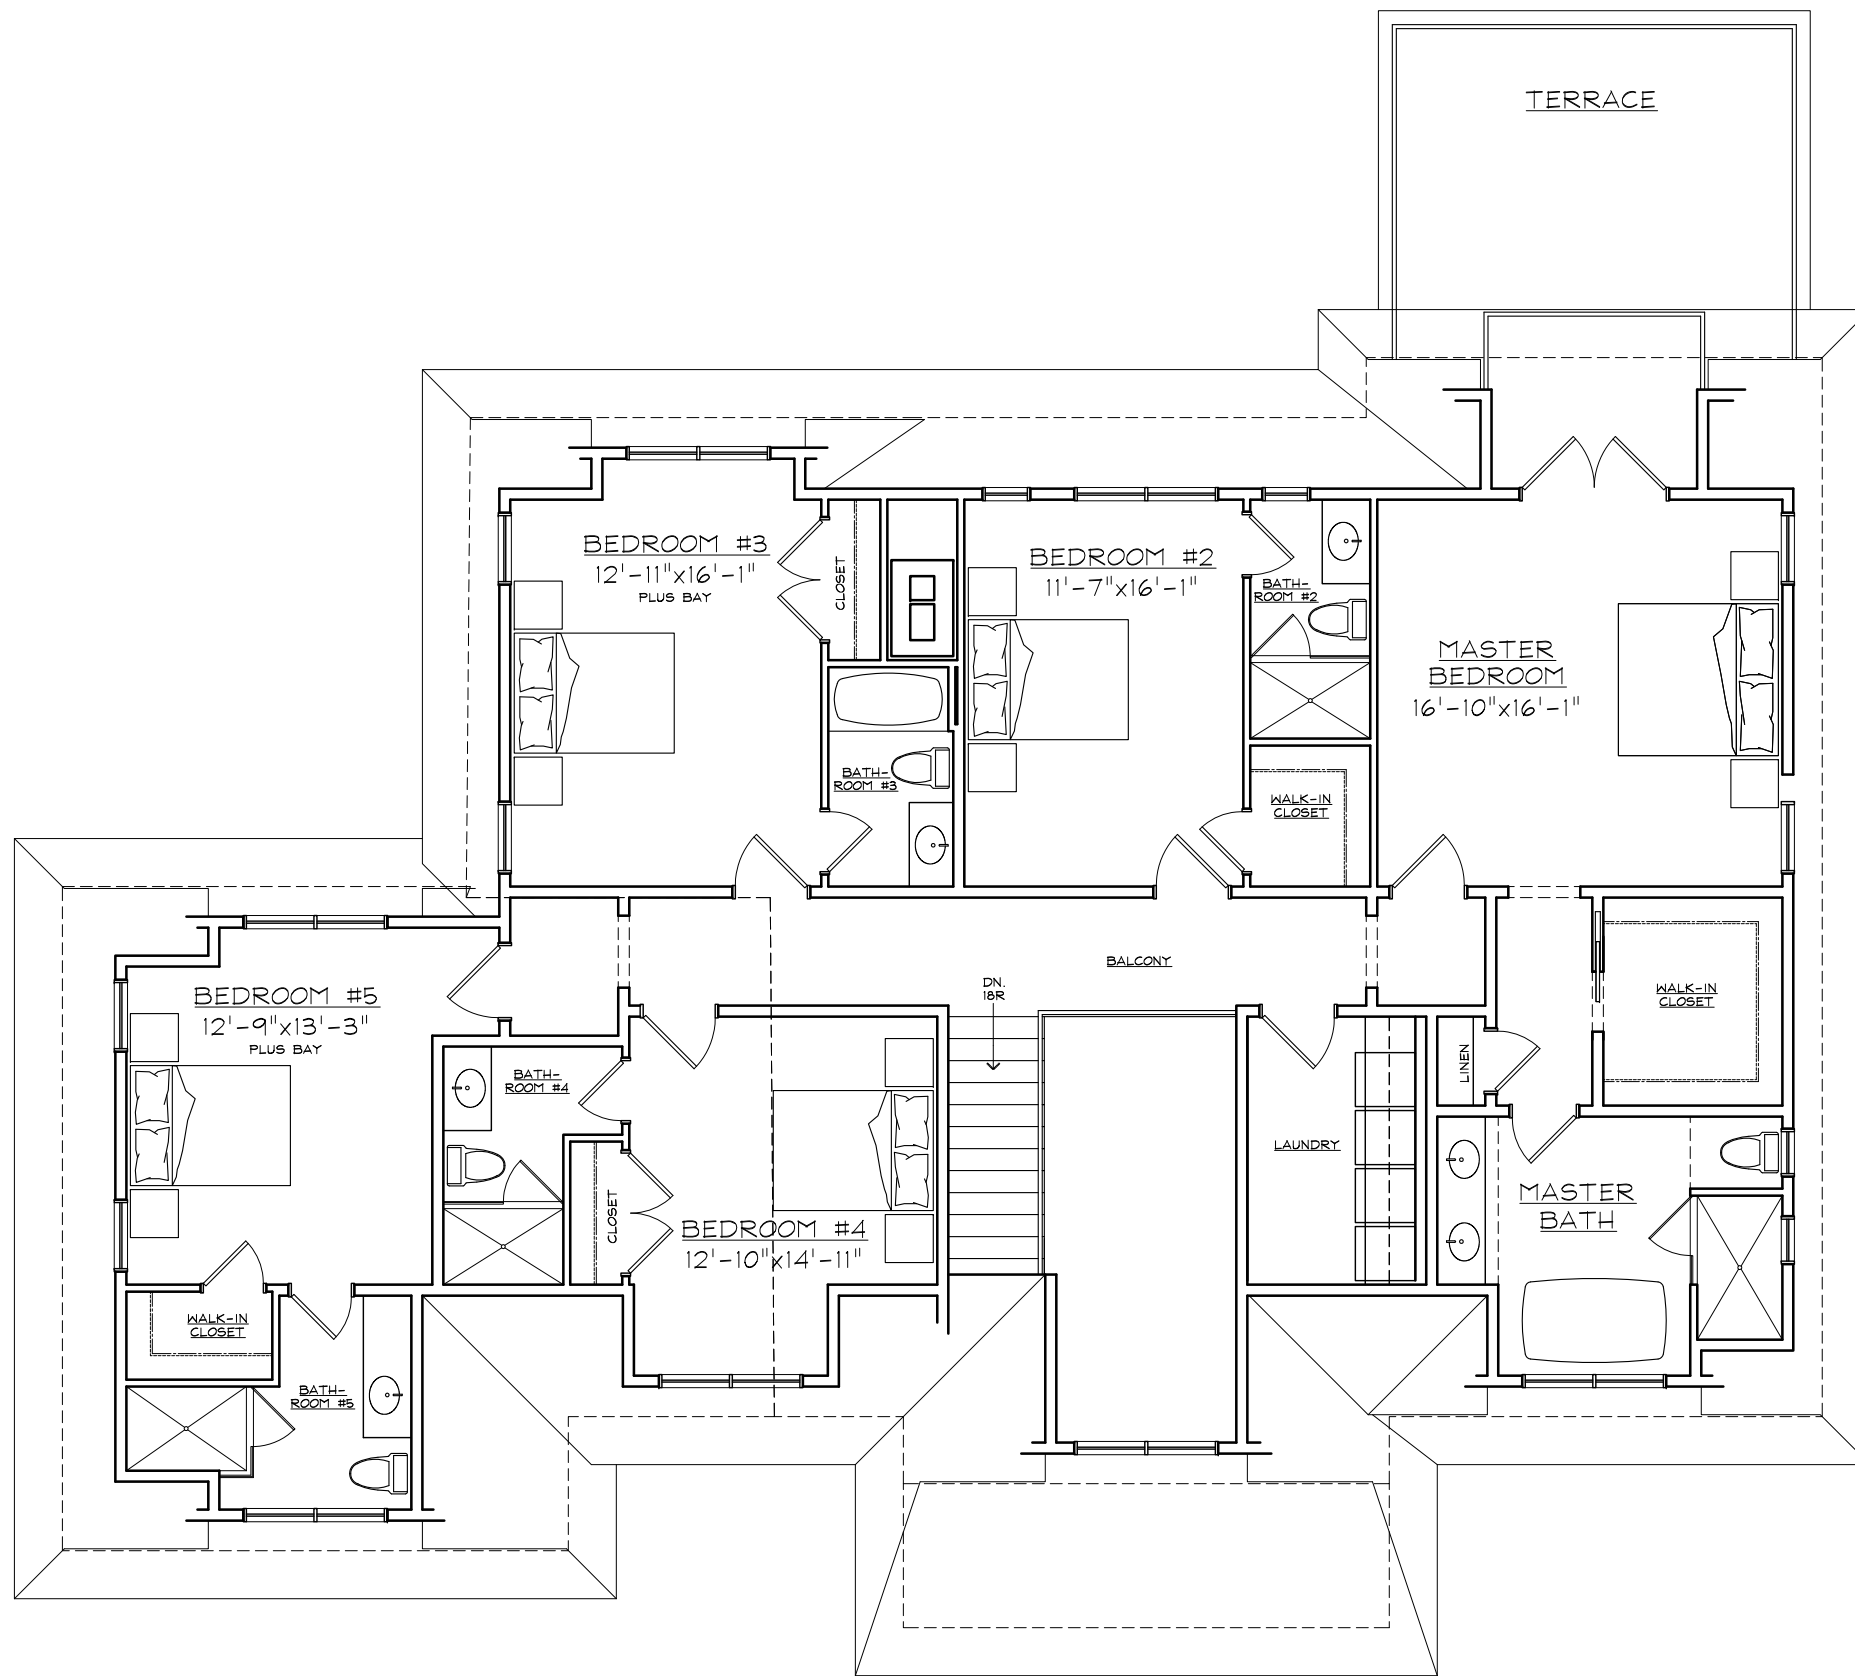 TERRACE
BEDROOM #3
12'-11"x16'-1"
PLUS BAY
CLOSET
BEDROOM #2
11'-7"x16'-1"
BATH-
ROOM #2
MASTER
BEDROOM
16'-10"x16'-1"
BATH-
ROOM #3
WALK-IN
CLOSET
BALCONY
DN.
18R
WALK-IN
CLOSET
BEDROOM #5
12'-9"x13'-3"
PLUS BAY
BATH-
ROOM #4
LINEN
LAUNDRY
CLOSET
BEDROOM #4
12'-10"x14'-11"
MASTER
BATH
WALK-IN
CLOSET
BATH-
ROOM #5